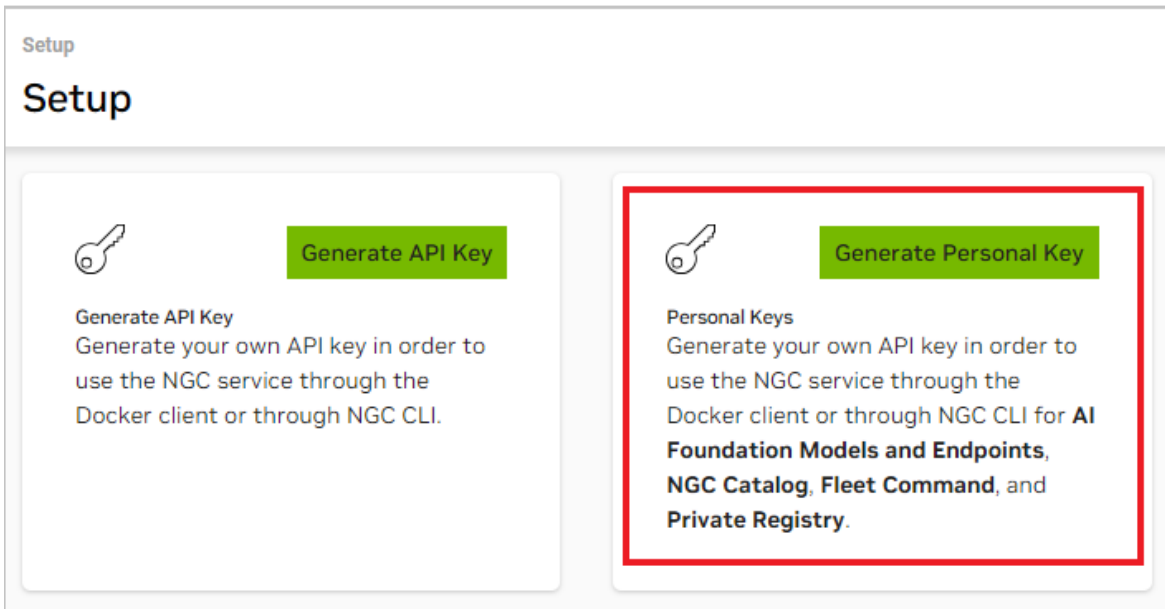 Setup
Setup
Generate API Key
Generate API Key
Generate your own API key in order to
use the NGC service through the
Docker client or through NGC CLI.
Generate Personal Key
Personal Keys
Generate your own API key in order to
use the NGC service through the
Docker client or through NGC CLI for AI
Foundation Models and Endpoints,
NGC Catalog, Fleet Command, and
Private Registry.